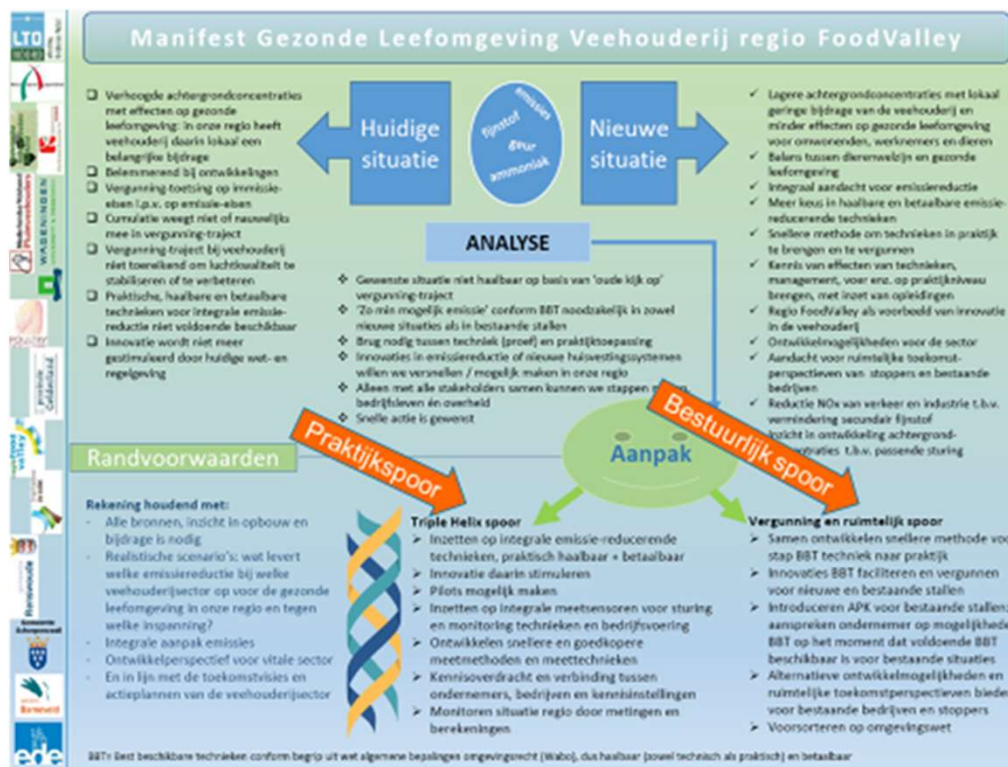 Manifest Gezonde Leefomgeving Veehouderij regio FoodValley
LTO
❑ Verhoogde achtergrondconcentraties
met effecten op gezonde
leefomgeving: in onze regio heeft
veehouderij daarin lokaal een
belangrijke bijdrage
❑ Belemmerend bij ontwikkelingen
❑ Vergunning-toetsing op immissie-
eisen i.p.v. op emissie-eisen
❑ Cumulatie weegt niet of nauwelijks
mee in vergunning-traject
❑ Vergunning-traject bij veehouderij
niet toereikend om luchtkwaliteit te
stabiliseren of te verbeteren
❑ Praktische, haalbare en betaalbare
technieken voor integrale emissie-
reductie niet voldoende beschikbaar
❑ Innovatie wordt niet meer
gestimuleerd door huidige wet- en
regelgeving
Huidige
situatie
emissies
fijnstof
geur
ammoniak
Nieuwe
situatie
✓ Lagere achtergrondconcentraties met lokaal
geringe bijdrage van de veehouderij en
minder effecten op gezonde leefomgeving
voor omwonenden, werknemers en dieren
✓ Balans tussen dierenwelzijn en gezonde
leefomgeving
✓ Integraal aandacht voor emissiereductie
✓ Meer keus in haalbare en betaalbare emissie-
reducerende technieken
✓ Snellere methode om technieken in praktijk
te brengen en te vergunnen
✓ Kennis van effecten van technieken,
management, voer enz. op praktijkniveau
brengen, met inzet van opleidingen
✓ Regio FoodValley als voorbeeld van innovatie
in de veehouderij
✓ Ontwikkelmogelijkheden voor de sector
✓ Aandacht voor ruimtelijke toekomst-
perspectieven van stoppers en bestaande
bedrijven
✓ Reductie NOx van verkeer en industrie t.b.v.
vermindering secundair fijnstof
Inzicht in ontwikkeling achtergrond-
t.b.v. passende sturing
ANALYSE
❖ Gewenste situatie niet haalbaar op basis van 'oude kijk op'
vergunning-traject
❖ 'Zo min mogelijk emissie' conform BBT noodzakelijk in zowel
nieuwe situaties als in bestaande stallen
❖ Brug nodig tussen techniek (proef) en praktijktoepassing
❖ Innovaties in emissiereductie of nieuwe huisvestingssystemen
willen we versnellen / mogelijk maken in onze regio
❖ Alleen met alle stakeholders samen kunnen we stappen
bedrijfsleven én overheid
❖ Snelle actie is gewenst
Praktijkspoor
Bestuurlijk spoor
Aanpak
Randvoorwaarden
Rekening houdend met:
- Alle bronnen, inzicht in opbouw en
bijdrage is nodig
- Realistische scenario's: wat levert
welke emissiereductie bij welke
veehouderijsector op voor de gezonde
leefomgeving in onze regio en tegen
welke inspanning?
- Integrale aanpak emissies
- Ontwikkelperspectief voor vitale sector
- En in lijn met de toekomstvisies en
actieplannen van de veehouderijsector
Triple Helix spoor
➢ Inzetten op integrale emissie-reducerende
technieken, praktisch haalbaar + betaalbaar
➢ Innovatie daarin stimuleren
➢ Pilots mogelijk maken
➢ Inzetten op integrale meetsensoren voor sturing
en monitoring technieken en bedrijfsvoering
➢ Ontwikkelen snellere en goedkopere
meetmethoden en meettechnieken
➢ Kennisoverdracht en verbinding tussen
ondernemers, bedrijven en kennisinstellingen
➢ Monitoren situatie regio door metingen en
berekeningen
Vergunning en ruimtelijk spoor
➢ Samen ontwikkelen snellere methode voo
stap BBT techniek naar praktijk
➢ Innovaties BBT faciliteren en vergunnen
voor nieuwe en bestaande stallen
➢ Introduceren APK voor bestaande stallen:
aanspreken ondernemer op mogelijkhede
BBT op het moment dat voldoende BBT
beschikbaar is voor bestaande situaties
➢ Alternatieve ontwikkelmogelijkheden en
ruimtelijke toekomstperspectieven bieder
voor bestaande bedrijven en stoppers
➢ Voorsorteren op omgevingswet
WAGENINGEN
provincie
Gelderland
Renswoude
Scherpenzeel
Barneveld
ede
BBT= Best beschikbare technieken conform begrip uit wet algemene bepalingen omgevingsrecht (Wabo), dus haalbaar (zowel technisch als praktisch) en betaalbaar